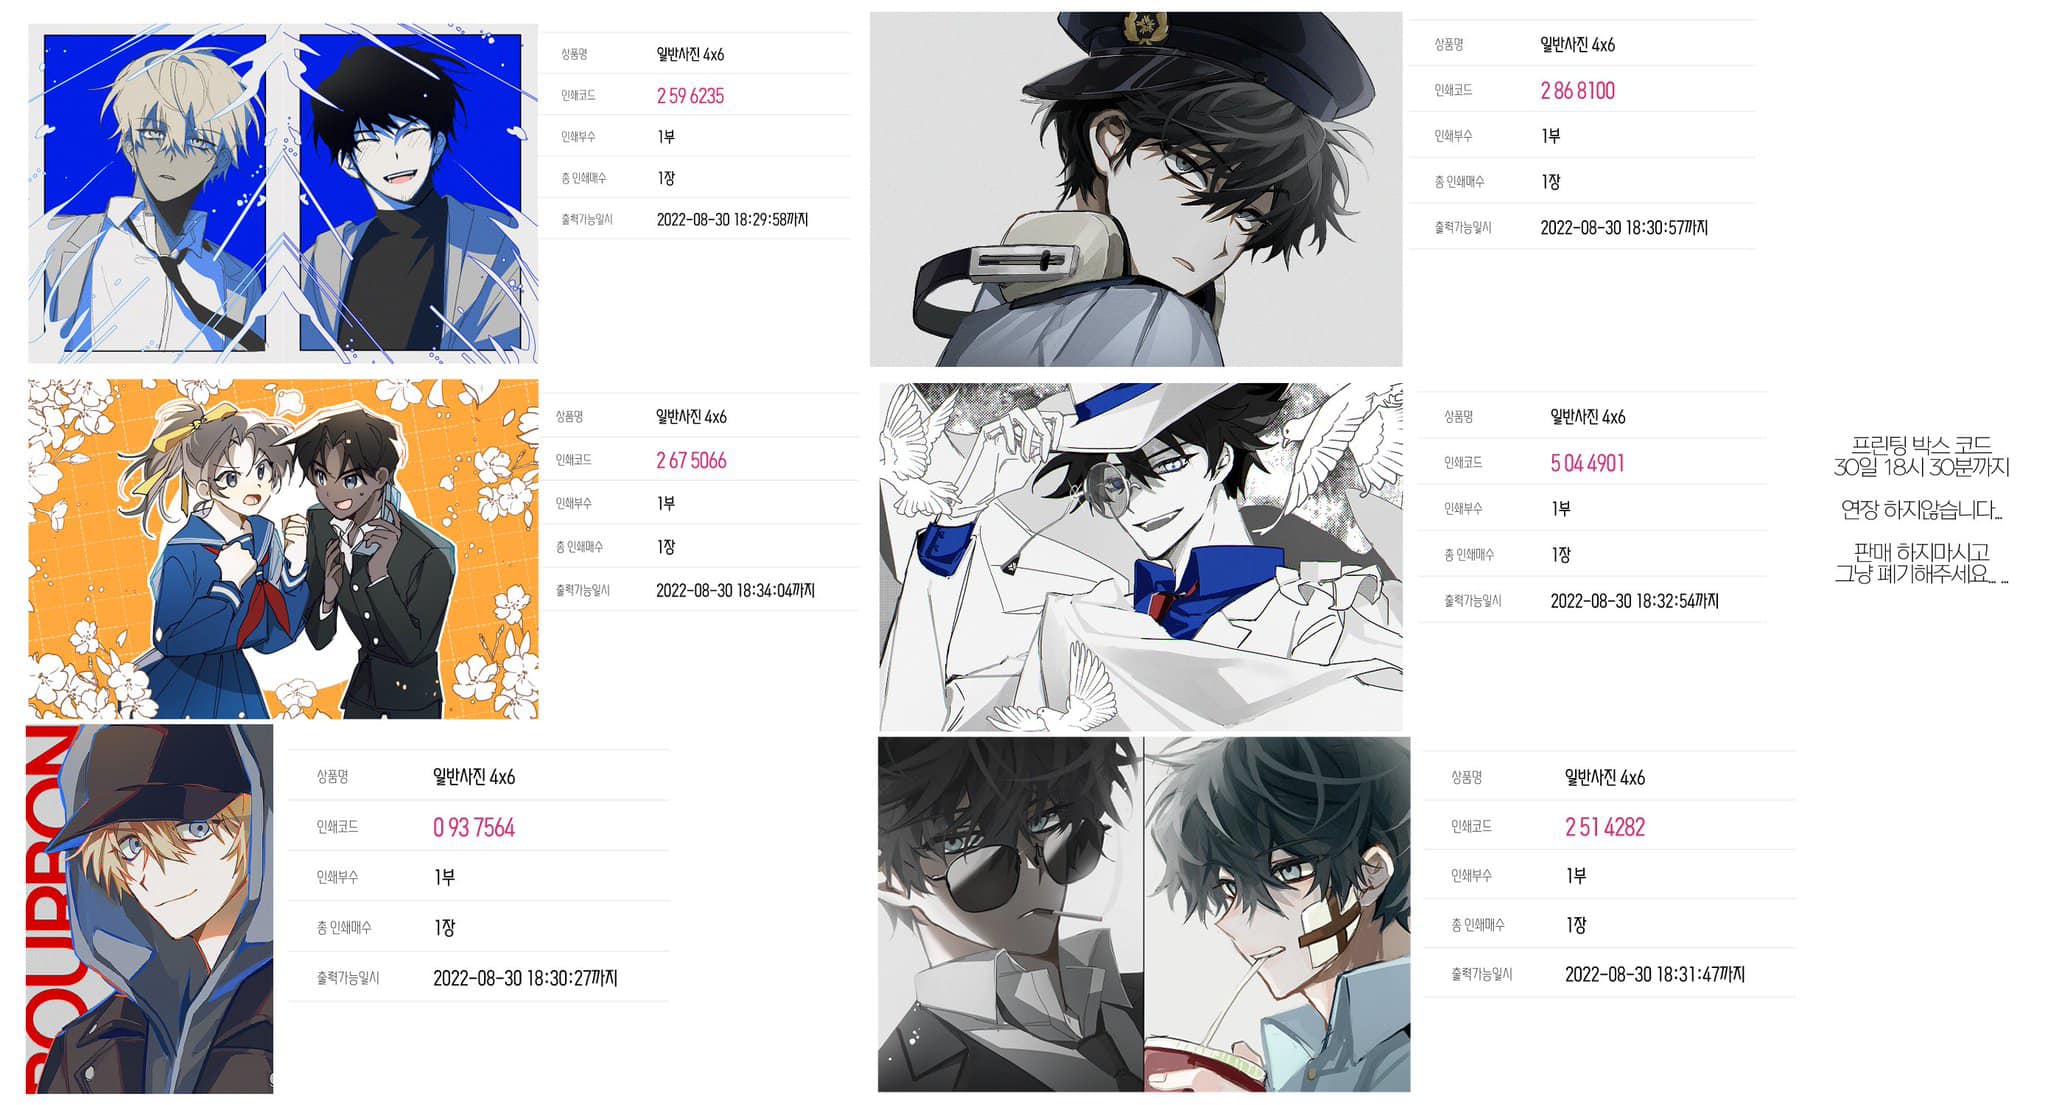 상품명 일반사진 4x6
인쇄코드 2 59 6235
인쇄부수 1부
총 인쇄매수 1장
출력가능일시 2022-08-30 18:29:58까지
상품명 일반사진 4x6
인쇄코드 2 86 8100
인쇄부수 1부
총 인쇄매수 1장
출력가능일시 2022-08-30 18:30:57까지
상품명 일반사진 4x6
인쇄코드 2 67 5066
인쇄부수 1부
총 인쇄매수 1장
출력가능일시 2022-08-30 18:34:04까지
상품명 일반사진 4x6
인쇄코드 5 04 4901
인쇄부수 1부
총 인쇄매수 1장
출력가능일시 2022-08-30 18:32:54까지
프린팅 박스 코드
30일 18시 30분까지
연장 하지않습니다...
판매 하지마시고
그냥 폐기해주세요... ...
BOURBON
상품명 일반사진 4x6
인쇄코드 0 93 7564
인쇄부수 1부
총 인쇄매수 1장
출력가능일시 2022-08-30 18:30:27까지
상품명 일반사진 4x6
인쇄코드 2 51 4282
인쇄부수 1부
총 인쇄매수 1장
출력가능일시 2022-08-30 18:31:47까지